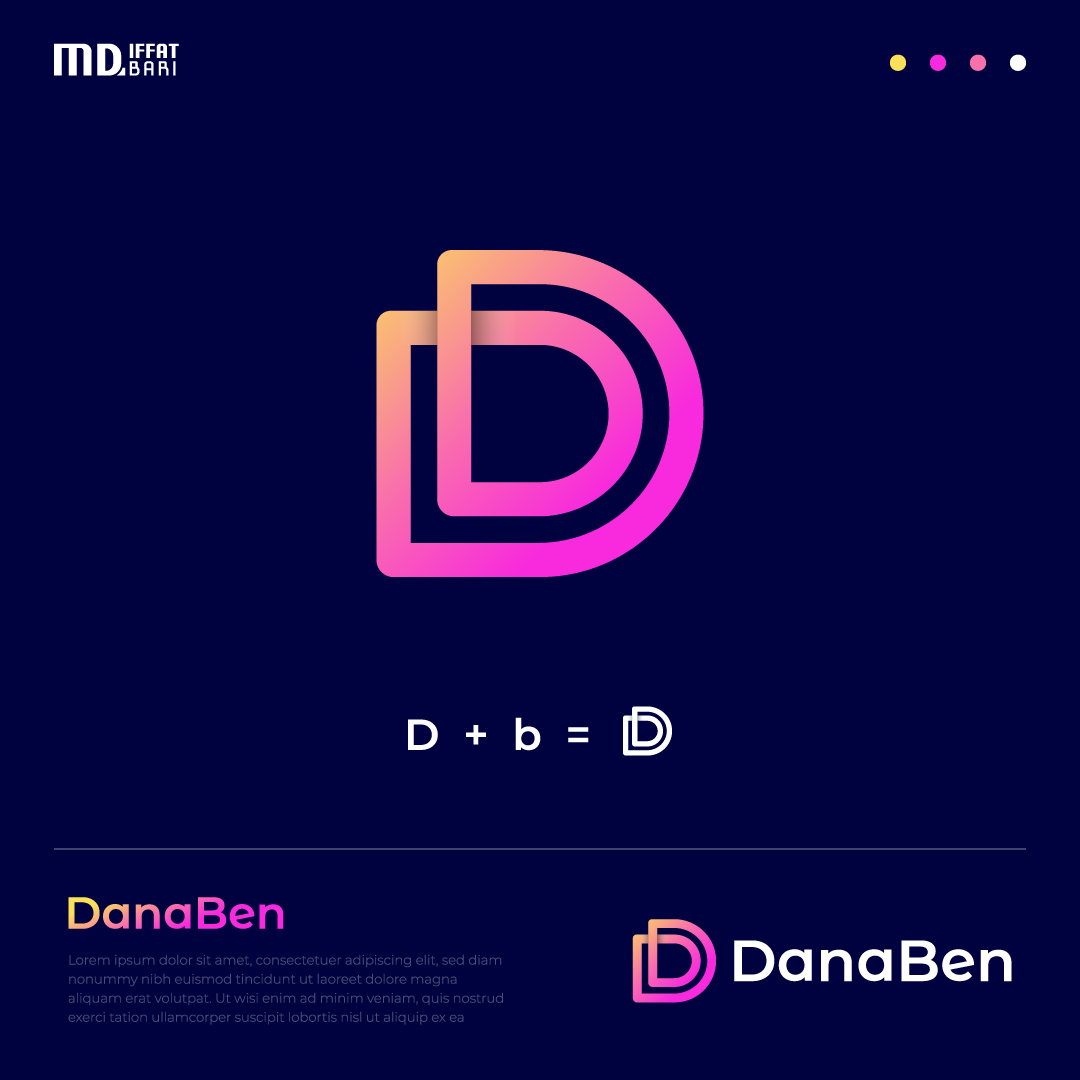 MD. IFFAT
BARI
D + b = D
DanaBen
Lorem ipsum dolor sit amet, consectetuer adipiscing elit, sed diam
nonummy nibh euismod tincidunt ut laoreet dolore magna
aliquam erat volutpat. Ut wisi enim ad minim veniam, quis nostrud
exerci tation ullamcorper suscipit lobortis nisl ut aliquip ex ea
DanaBen